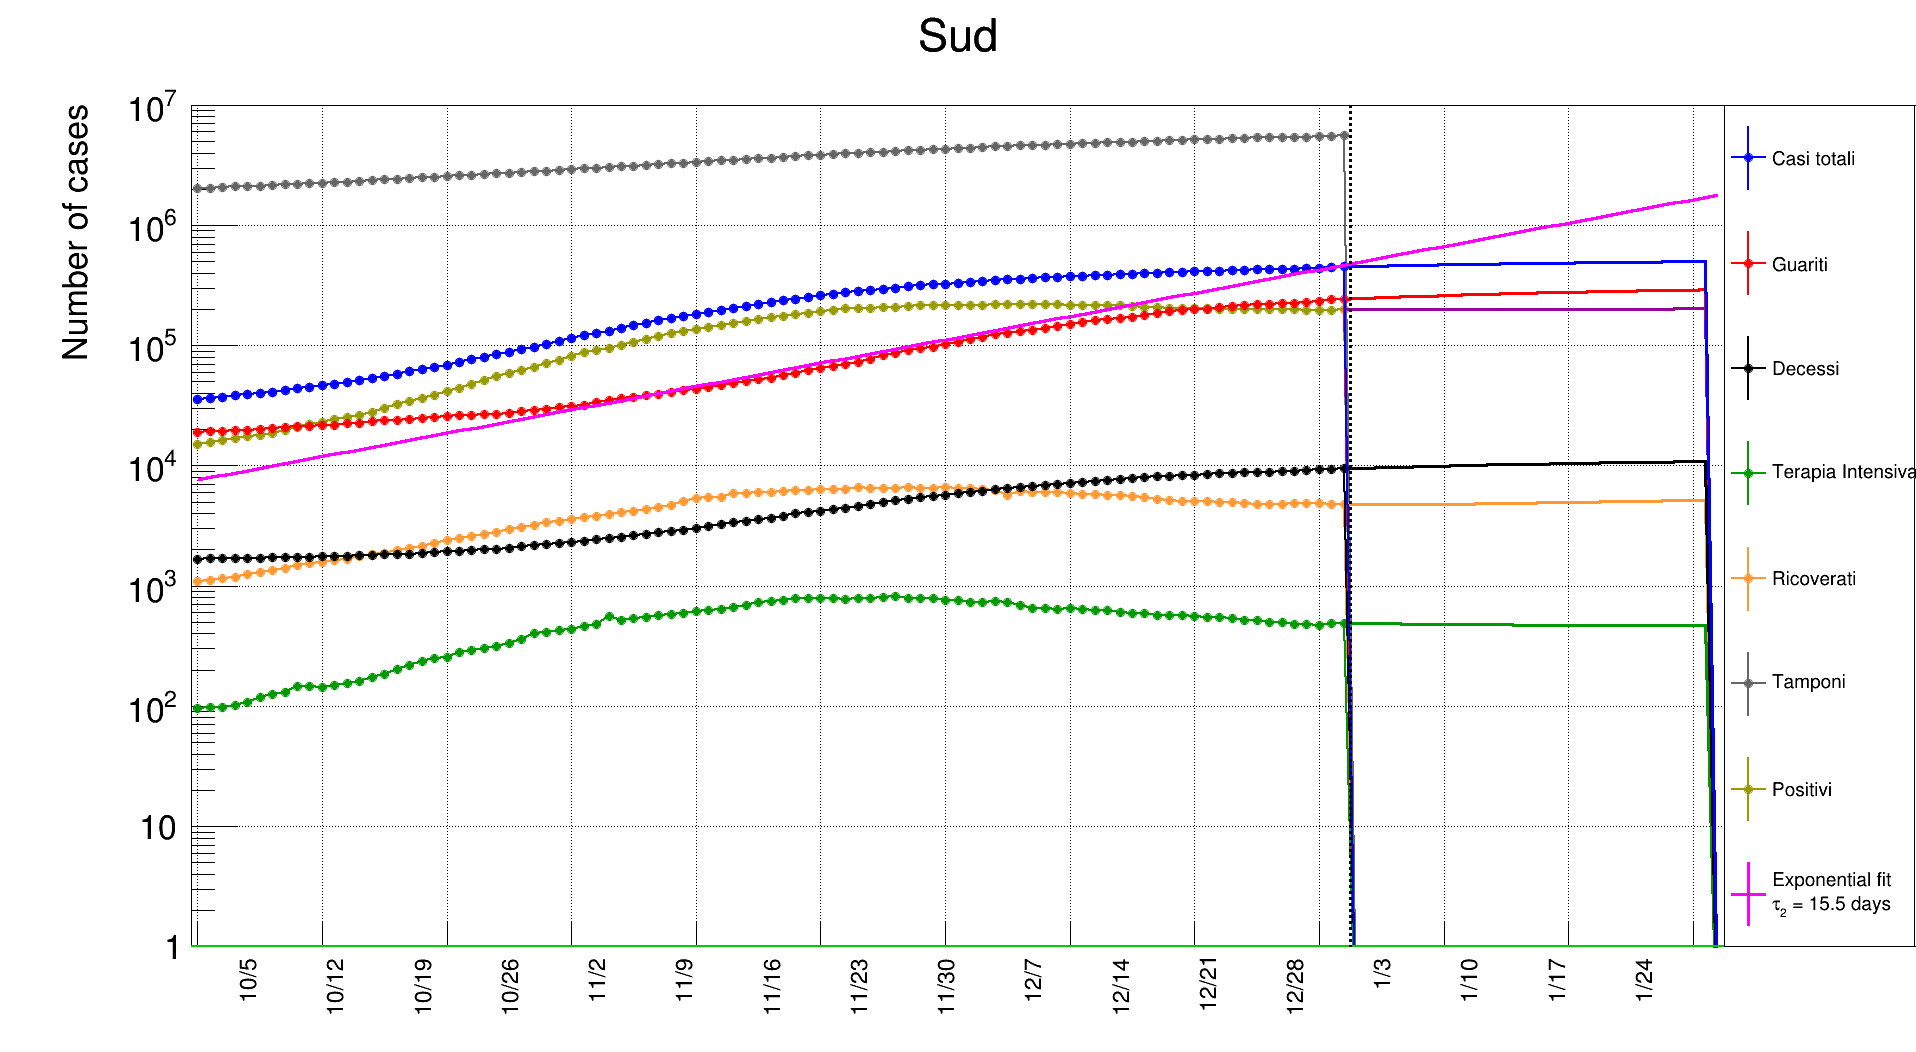 Sud
Number of cases
10^7
10^6
10^5
10^4
10^3
10^2
10
1
10/5
10/12
10/19
10/26
11/2
11/9
11/16
11/23
11/30
12/7
12/14
12/21
12/28
1/3
1/10
1/17
1/24
Casi totali
Guariti
Decessi
Terapia Intensiva
Ricoverati
Tamponi
Positivi
Exponential fit
τ_2 = 15.5 days